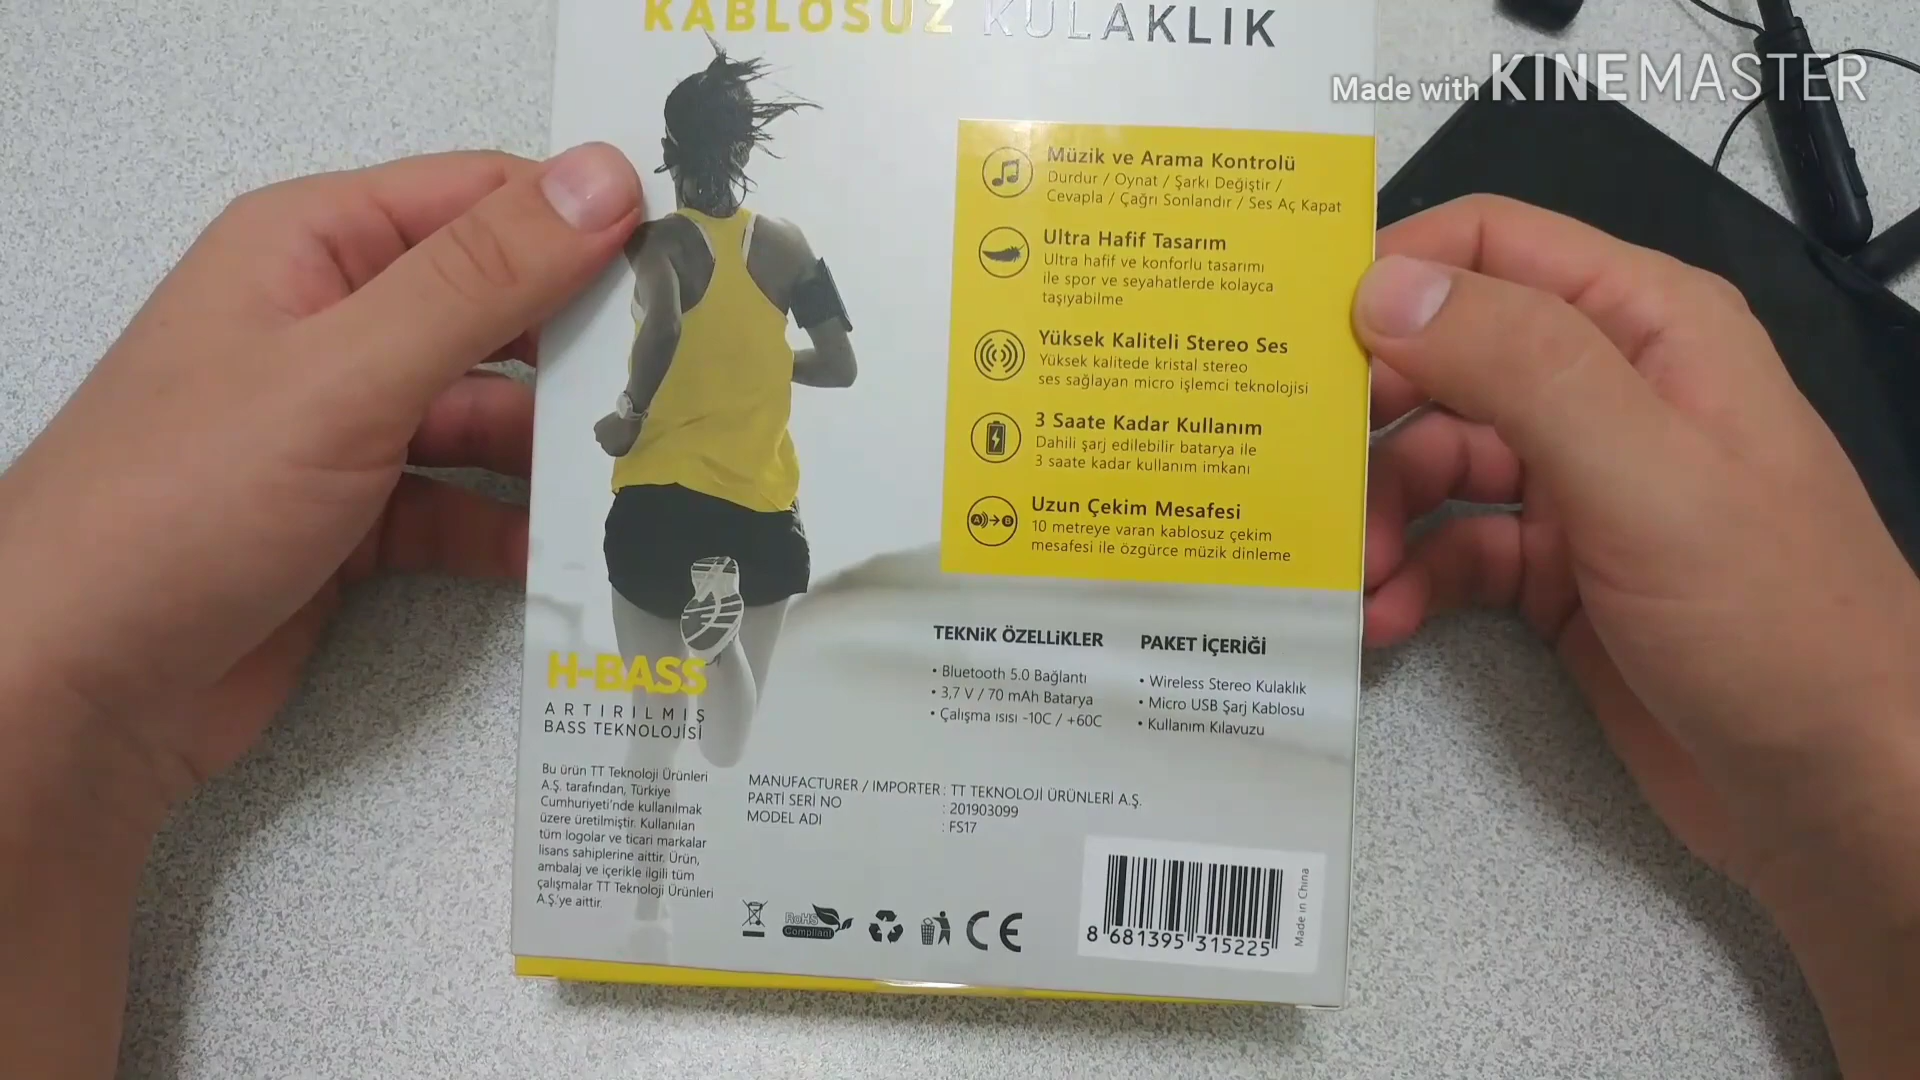 KABLOSUZ KULAKLIK
Made with KINEMASTER
Müzik ve Arama Kontrolü
Durdur / Oynat / Şarkı Değiştir /
Cevapla / Çağrı Sonlandır / Ses Aç Kapat
Ultra Hafif Tasarım
Ultra hafif ve konforlu tasarımı
ile spor ve seyahatlerde kolayca
taşıyabilme
Yüksek Kaliteli Stereo Ses
Yüksek kalitede kristal stereo
ses sağlayan micro işlemci teknolojisi
3 Saate Kadar Kullanım
Dahili şarj edilebilir batarya ile
3 saate kadar kullanım imkanı
A B
Uzun Çekim Mesafesi
10 metreye varan kablosuz çekim
mesafesi ile özgürce müzik dinleme
TEKNiK ÖZELLiKLER
• Bluetooth 5.0 Bağlantı
• 3,7 V / 70 mAh Batarya
• Çalışma ısısı -10C / +60C
PAKET İÇERİĞİ
• Wireless Stereo Kulaklık
• Micro USB Şarj Kablosu
• Kullanım Kılavuzu
H-BASS
ARTIRILMIŞ
BASS TEKNOLOJİSİ
Bu ürün TT Teknoloji Ürünleri
A.Ş. tarafından, Türkiye
Cumhuriyeti'nde kullanılmak
üzere üretilmiştir. Kullanılan
tüm logolar ve ticari markalar
lisans sahiplerine aittir. Ürün,
ambalaj ve içerikle ilgili tüm
çalışmalar TT Teknoloji Ürünleri
A.Ş.'ye aittir.
MANUFACTURER / IMPORTER : TT TEKNOLOJİ ÜRÜNLERİ A.Ş.
PARTİ SERİ NO : 201903099
MODEL ADI : FS17
RoHS
Compliant
CE
8 681395 315225
Made in China